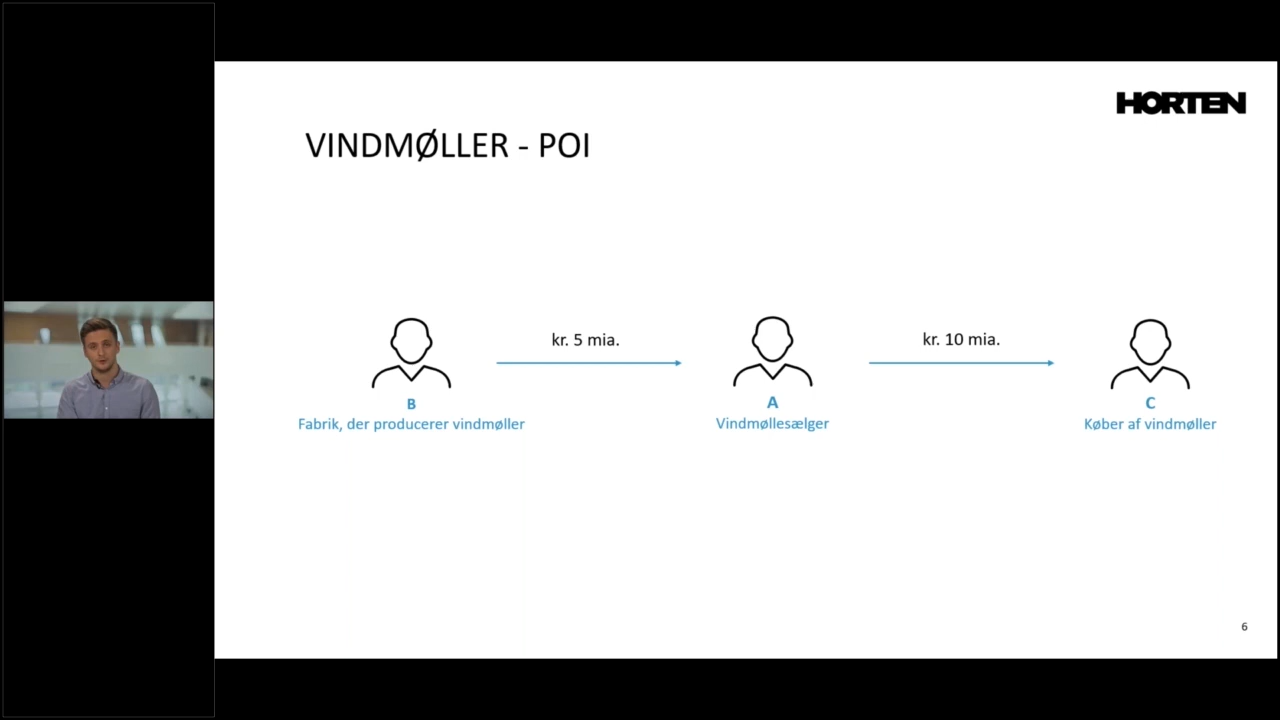 HORTEN
VINDMØLLER - POI
kr. 5 mia.
kr. 10 mia.
B
Fabrik, der producerer vindmøller
A
Vindmøllesælger
C
Køber af vindmøller
6